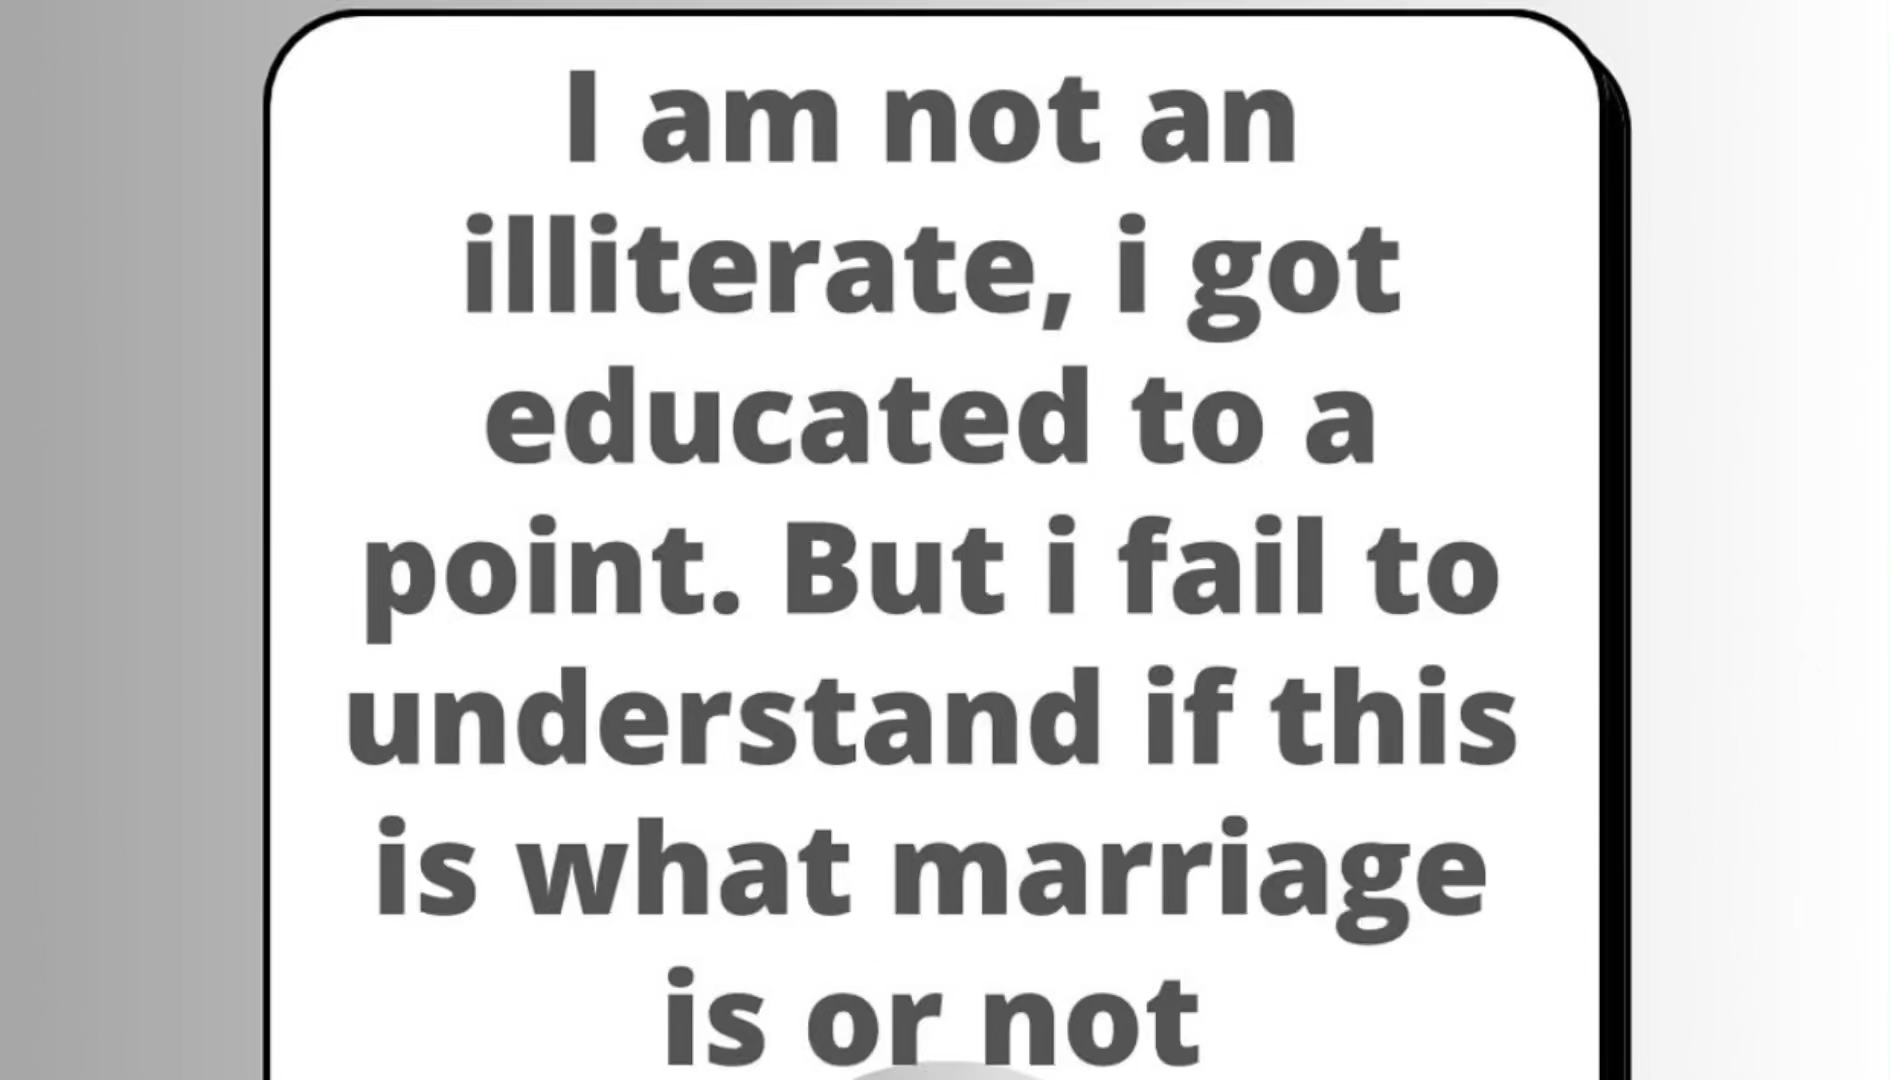 I am not an
illiterate, i got
educated to a
point. But i fail to
understand if this
is what marriage
is or not